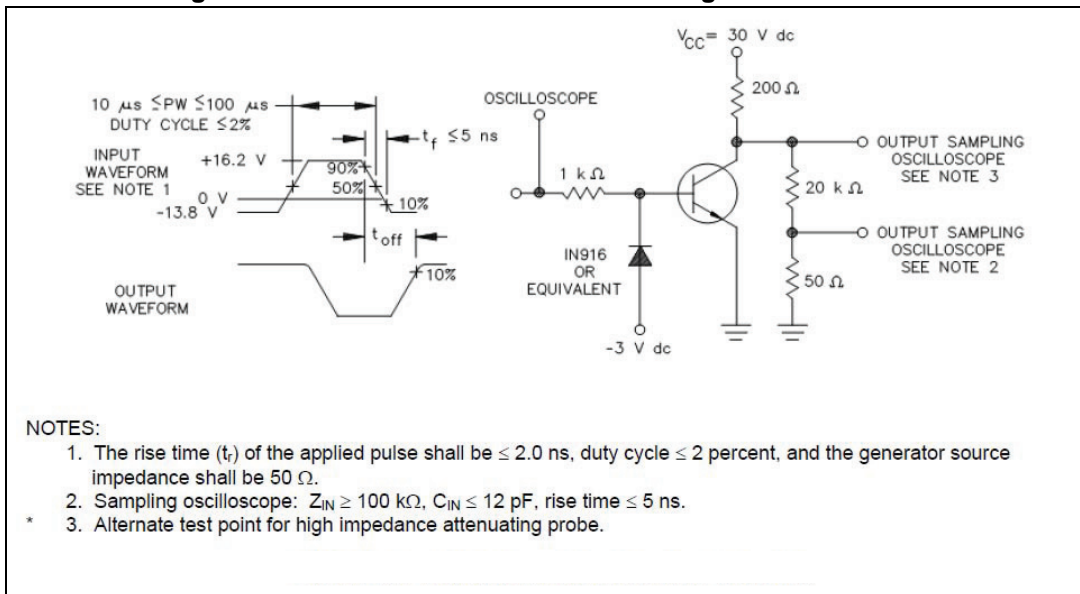 V_CC= 30 V dc
200 Ω
10 μs ≤PW ≤100 μs
DUTY CYCLE ≤2%
INPUT
WAVEFORM
SEE NOTE 1
+16.2 V
0 V
-13.8 V
90%
50%
10%
t_f ≤5 ns
t_off
10%
OUTPUT
WAVEFORM
OSCILLOSCOPE
1 kΩ
IN916
OR
EQUIVALENT
-3 V dc
OUTPUT SAMPLING
OSCILLOSCOPE
SEE NOTE 3
20 kΩ
OUTPUT SAMPLING
OSCILLOSCOPE
SEE NOTE 2
50 Ω
NOTES:
1. The rise time (t_r) of the applied pulse shall be ≤ 2.0 ns, duty cycle ≤ 2 percent, and the generator source
impedance shall be 50 Ω.
2. Sampling oscilloscope: Z_IN ≥ 100 kΩ, C_IN ≤ 12 pF, rise time ≤ 5 ns.
* 3. Alternate test point for high impedance attenuating probe.